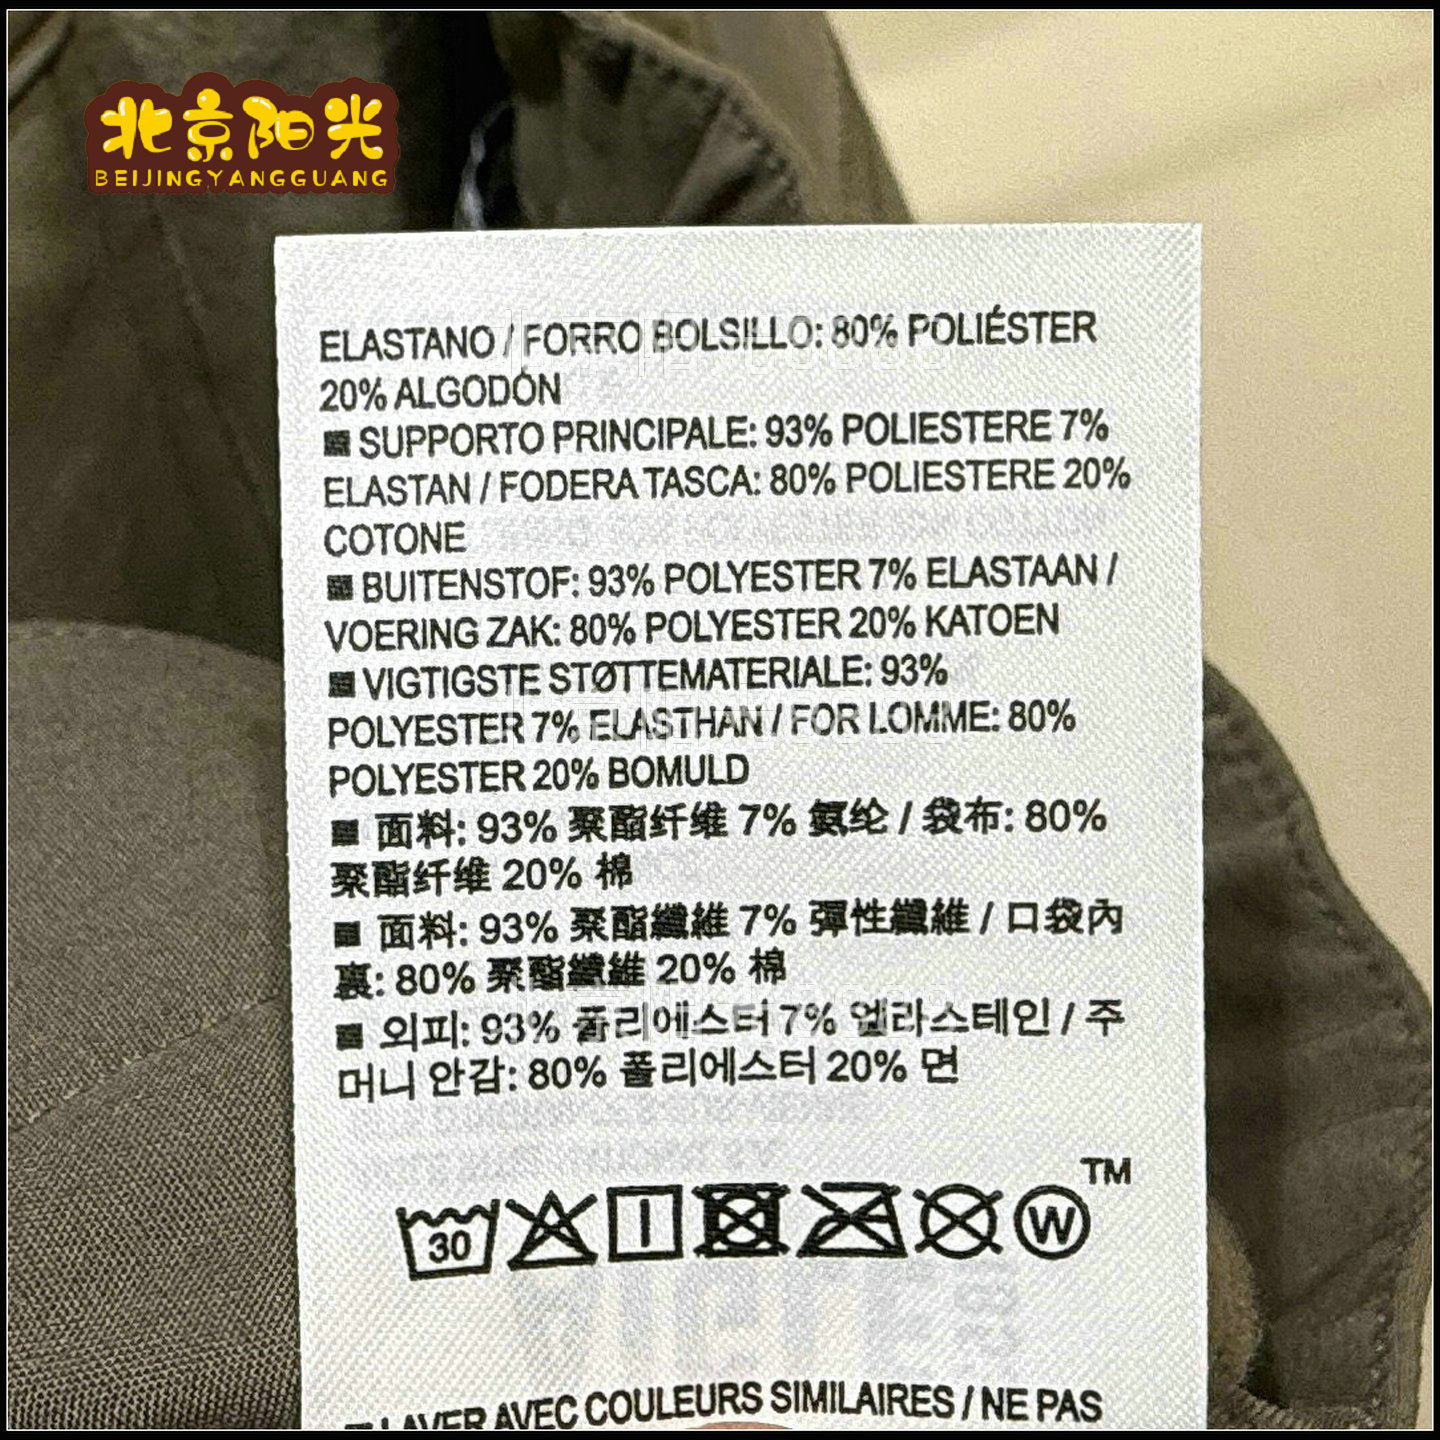 北京阳光
BEIJINGYANGGUANG
ELASTANO / FORRO BOLSILLO: 80% POLIÉSTER
20% ALGODÓN
■ SUPPORTO PRINCIPALE: 93% POLIESTERE 7%
ELASTAN / FODERA TASCA: 80% POLIESTERE 20%
COTONE
■ BUITENSTOF: 93% POLYESTER 7% ELASTAAN /
VOERING ZAK: 80% POLYESTER 20% KATOEN
■ VIGTIGSTE STØTTEMATERIALE: 93%
POLYESTER 7% ELASTHAN / FOR LOMME: 80%
POLYESTER 20% BOMULD
■ 面料: 93% 聚酯纤维 7% 氨纶 / 袋布: 80%
聚酯纤维 20% 棉
■ 面料: 93% 聚酯纖維 7% 彈性纖維 / 口袋內
裏: 80% 聚酯纖維 20% 棉
■ 외피: 93% 폴리에스터 7% 엘라스테인 / 주
머니 안감: 80% 폴리에스터 20% 면
TM
30 W
LAVER AVEC COULEURS SIMILAIRES / NE PAS